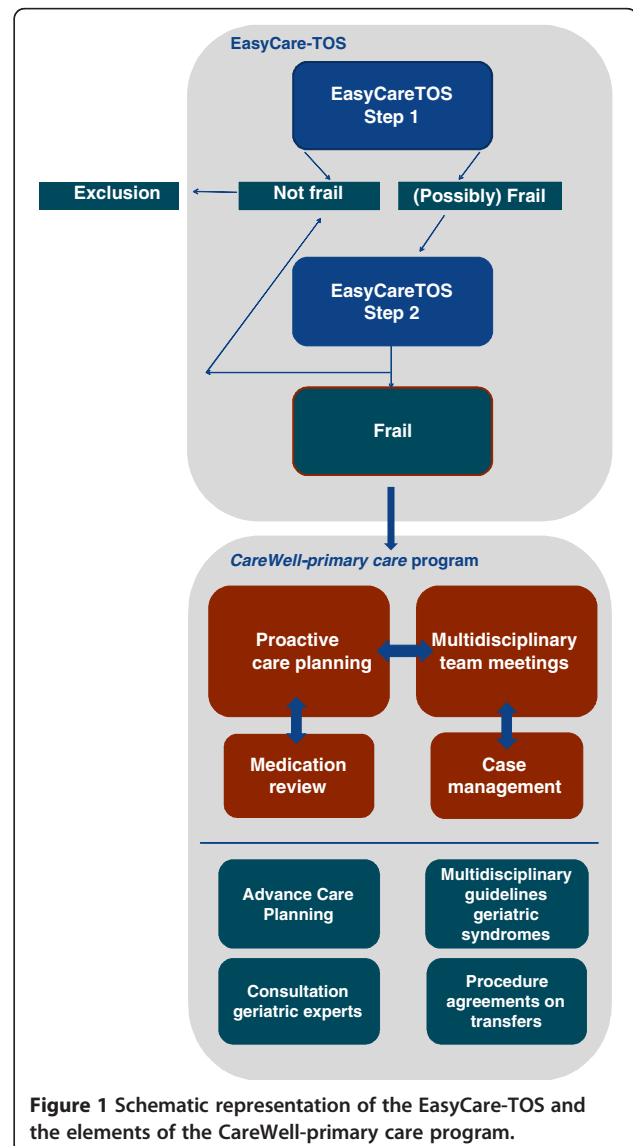 EasyCare-TOS
EasyCareTOS
Step 1
Exclusion
Not frail
(Possibly) Frail
EasyCareTOS
Step 2
Frail
CareWell-primary care program
Proactive
care planning
Multidisciplinary
team meetings
Medication
review
Case
management
Advance Care
Planning
Multidisciplinary
guidelines
geriatric
syndromes
Consultation
geriatric experts
Procedure
agreements on
transfers
Figure 1 Schematic representation of the EasyCare-TOS and
the elements of the CareWell-primary care program.